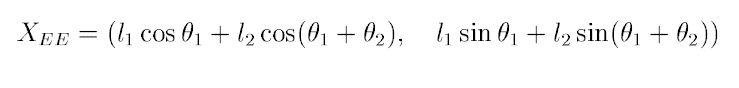 X_{EE} = (l_1 \cos \theta_1 + l_2 \cos(\theta_1 + \theta_2), \quad l_1 \sin \theta_1 + l_2 \sin(\theta_1 + \theta_2))